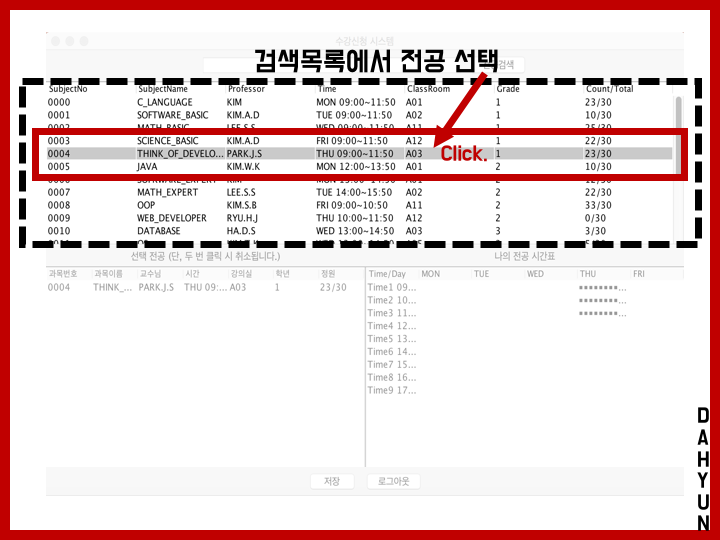 수강신청 시스템
검색목록에서 전공 선택
검색
SubjectNo SubjectName Professor Time ClassRoom Grade Count/Total
0000 C_LANGUAGE KIM MON 09:00~11:50 A01 1 23/30
0001 SOFTWARE_BASIC KIM.A.D TUE 09:00~11:50 A02 1 10/30
0002 MATH_BASIC LEE.S.S WED 09:00~11:50 A11 1 25/30
0003 SCIENCE_BASIC KIM.A.D FRI 09:00~11:50 A12 1 22/30
0004 THINK_OF_DEVELO... PARK.J.S THU 09:00~11:50 A03 1 23/30
Click.
0005 JAVA KIM.W.K MON 12:00~13:50 A01 2 10/30
0007 MATH_EXPERT LEE.S.S TUE 14:00~15:50 A02 2 22/30
0008 OOP KIM.S.B FRI 09:00~10:50 A11 2 33/30
0009 WEB_DEVELOPER RYU.H.J THU 10:00~11:50 A12 2 0/30
0010 DATABASE HA.D.S WED 13:00~14:50 A03 3 3/30
선택 전공 (단, 두 번 클릭 시 취소됩니다.)
과목번호 과목이름 교수님 시간 강의실 학년 정원
0004 THINK_... PARK.J.S THU 09:... A03 1 23/30
나의 전공 시간표
Time/Day MON TUE WED THU FRI
Time1 09... ▪▪▪▪▪▪▪▪...
Time2 10... ▪▪▪▪▪▪▪▪...
Time3 11... ▪▪▪▪▪▪▪▪...
Time4 12...
Time5 13...
Time6 14...
Time7 15...
Time8 16...
Time9 17...
저장 로그아웃
DAHYUN